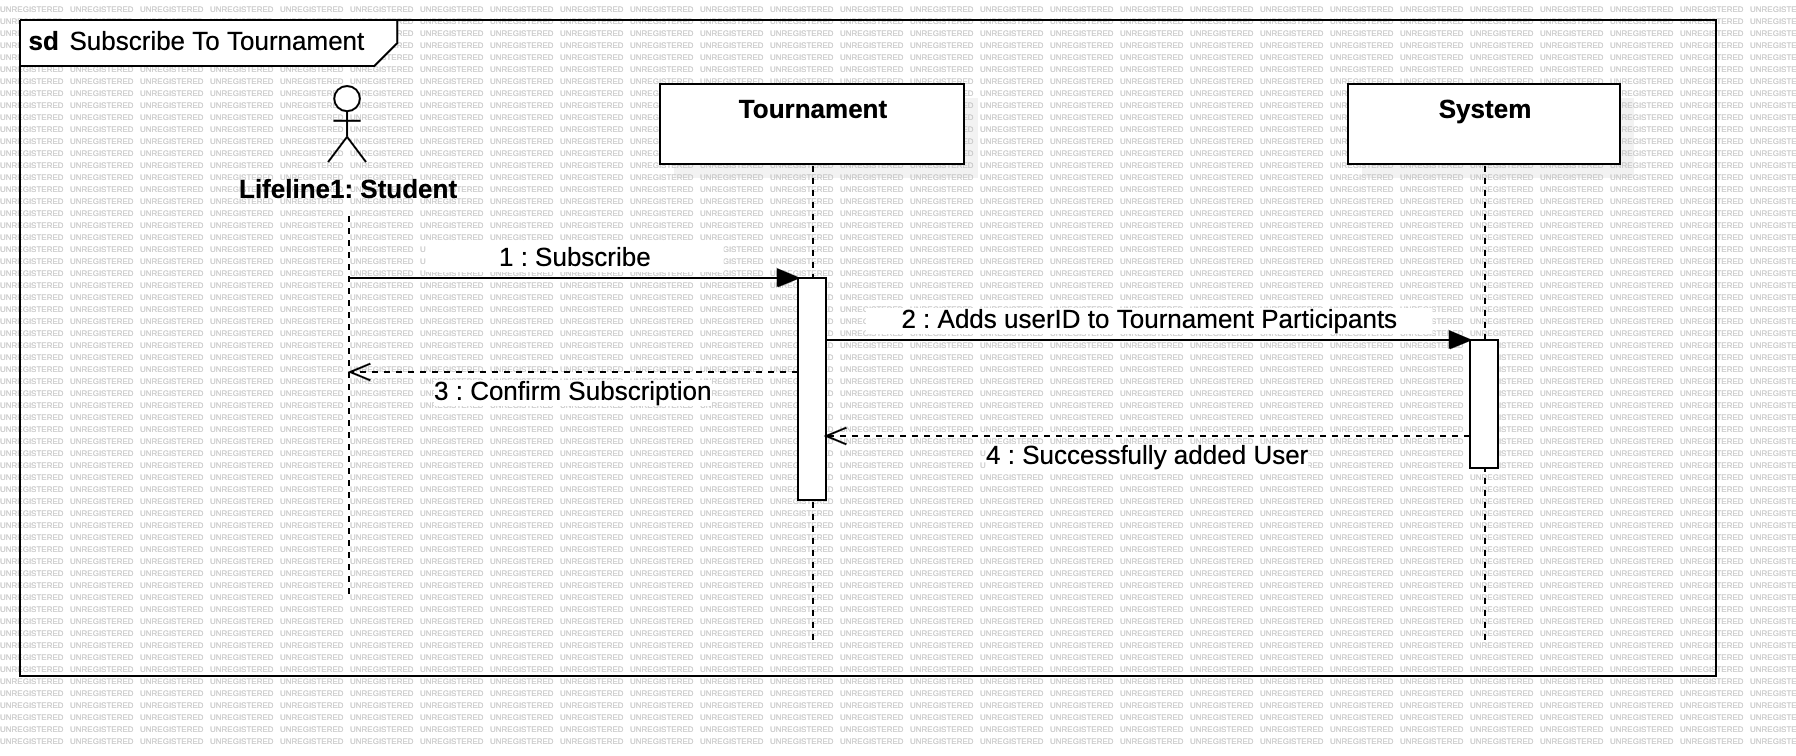 sd Subscribe To Tournament
Lifeline1: Student
Tournament
System
1 : Subscribe
2 : Adds userID to Tournament Participants
3 : Confirm Subscription
4 : Successfully added User
UNREGISTERED